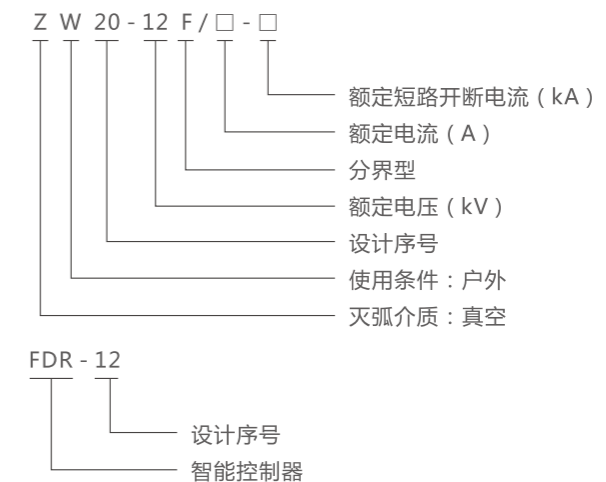 Z W 20 - 12 F / □ - □
额定短路开断电流（kA）
额定电流（A）
分界型
额定电压（kV）
设计序号
使用条件：户外
灭弧介质：真空
FDR - 12
设计序号
智能控制器